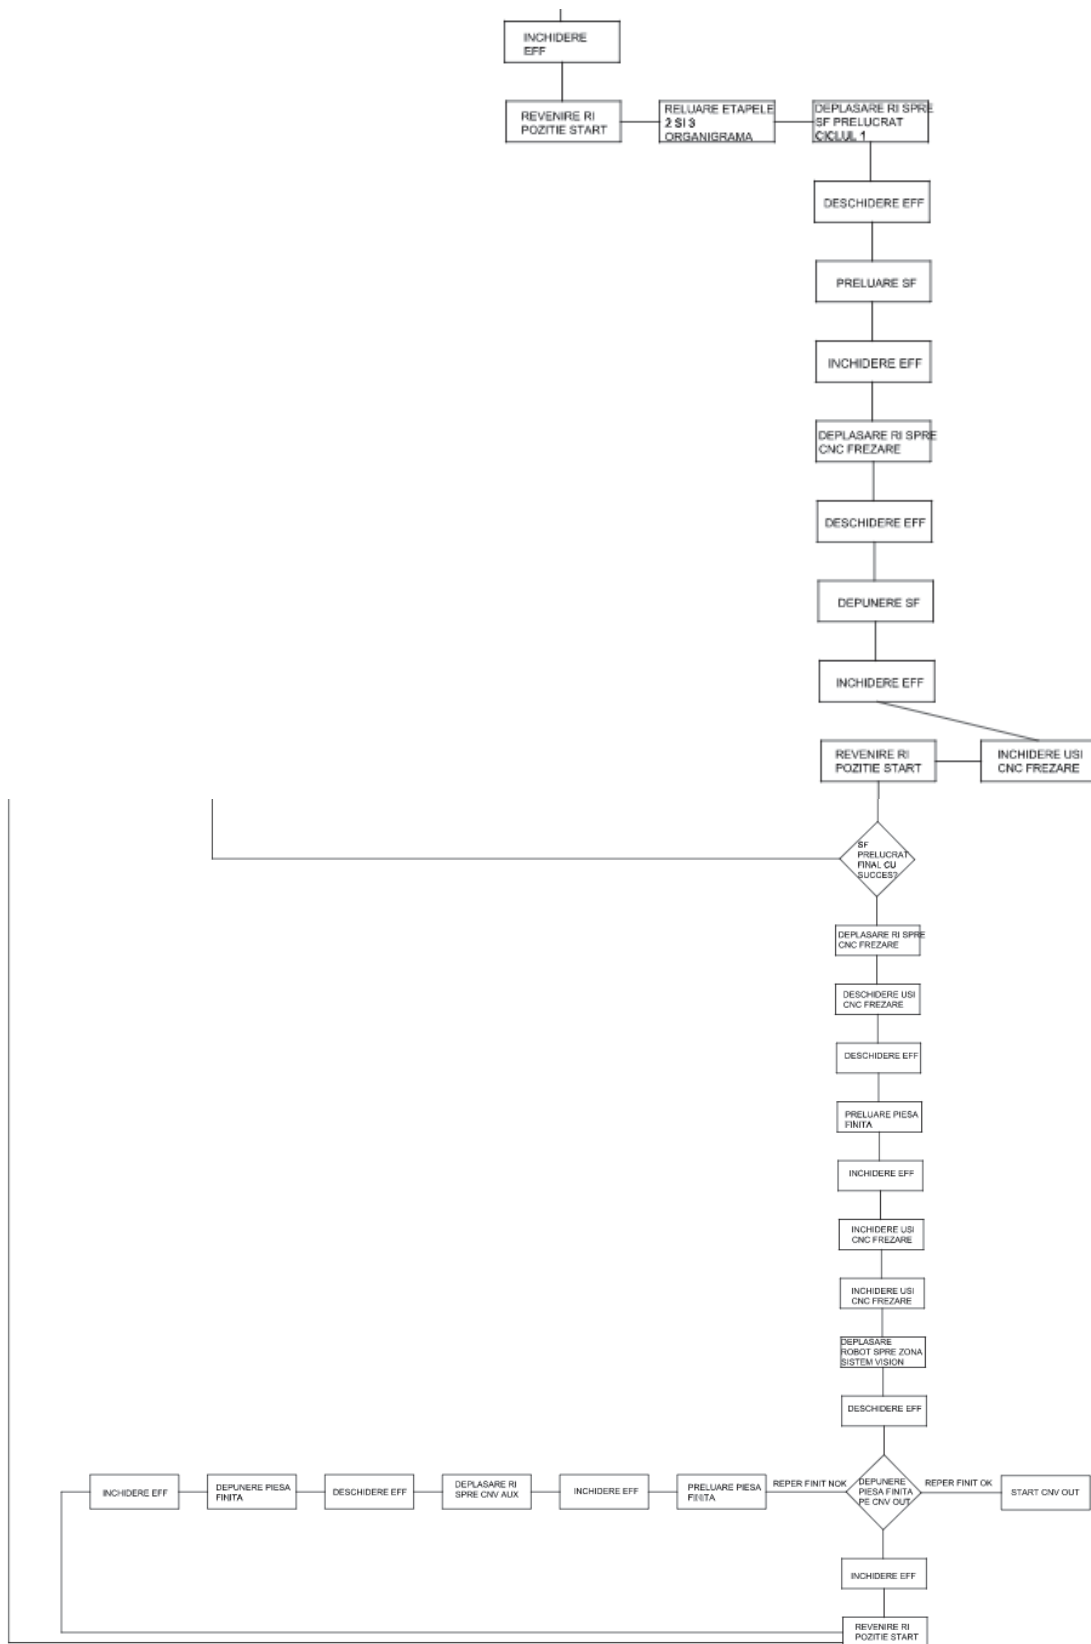 INCHIDERE
EFF
REVENIRE RI
POZITIE START
RELUARE ETAPELE
2 SI 3
ORGANIGRAMA
DEPLASARE RI SPRE
SF PRELUCRAT
CICLUL 1
DESCHIDERE EFF
PRELUARE SF
INCHIDERE EFF
DEPLASARE RI SPRE
CNC FREZARE
DESCHIDERE EFF
DEPUNERE SF
INCHIDERE EFF
REVENIRE RI
POZITIE START
INCHIDERE USI
CNC FREZARE
SF
PRELUCRAT
FINAL CU
SUCCES?
DEPLASARE RI SPRE
CNC FREZARE
DESCHIDERE USI
CNC FREZARE
DESCHIDERE EFF
PRELUARE PIESA
FINITA
INCHIDERE EFF
INCHIDERE USI
CNC FREZARE
INCHIDERE USI
CNC FREZARE
DEPLASARE
ROBOT SPRE ZONA
SISTEM VISION
DESCHIDERE EFF
INCHIDERE EFF
DEPUNERE PIESA
FINITA
DESCHIDERE EFF
DEPLASARE RI
SPRE CNV AUX
INCHIDERE EFF
PRELUARE PIESA
FINITA
REPER FINIT NOK
DEPUNERE
PIESA FINITA
PE CNV OUT
REPER FINIT OK
START CNV OUT
INCHIDERE EFF
REVENIRE RI
POZITIE START